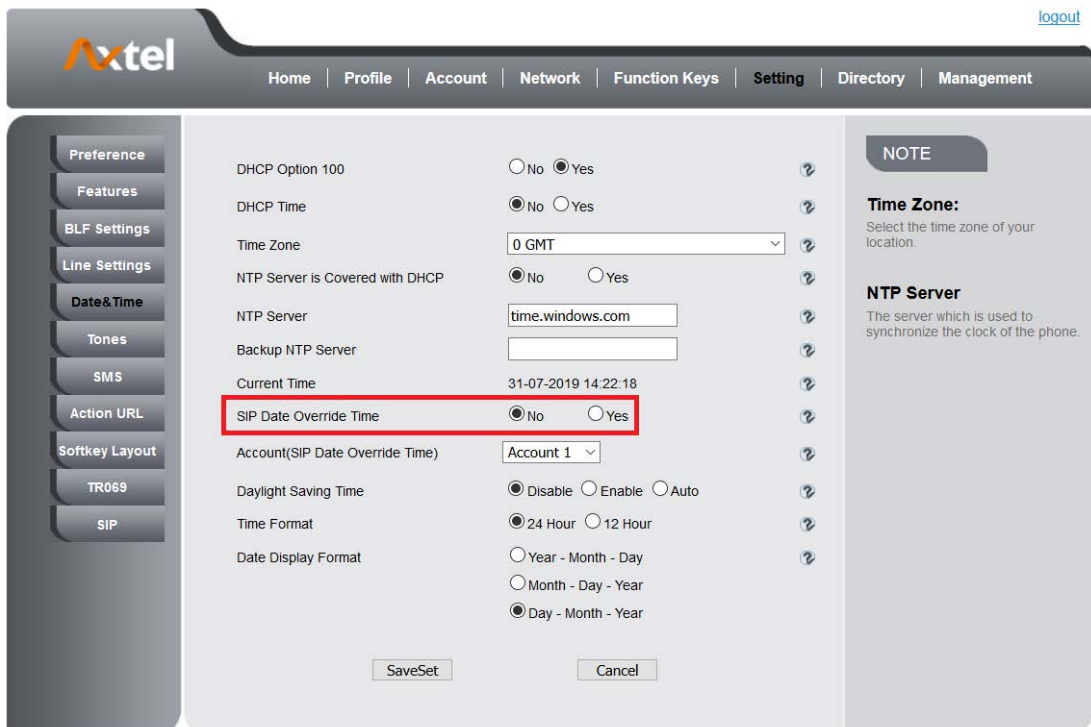 logout
Axtel
Home | Profile | Account | Network | Function Keys | Setting | Directory | Management
Preference
Features
BLF Settings
Line Settings
Date&Time
Tones
SMS
Action URL
Softkey Layout
TR069
SIP
DHCP Option 100 No Yes
DHCP Time No Yes
Time Zone 0 GMT
NTP Server is Covered with DHCP No Yes
NTP Server time.windows.com
Backup NTP Server
Current Time 31-07-2019 14:22:18
SIP Date Override Time No Yes
Account(SIP Date Override Time) Account 1
Daylight Saving Time Disable Enable Auto
Time Format 24 Hour 12 Hour
Date Display Format Year - Month - Day
Month - Day - Year
Day - Month - Year
SaveSet Cancel
NOTE
Time Zone:
Select the time zone of your
location.
NTP Server
The server which is used to
synchronize the clock of the phone.